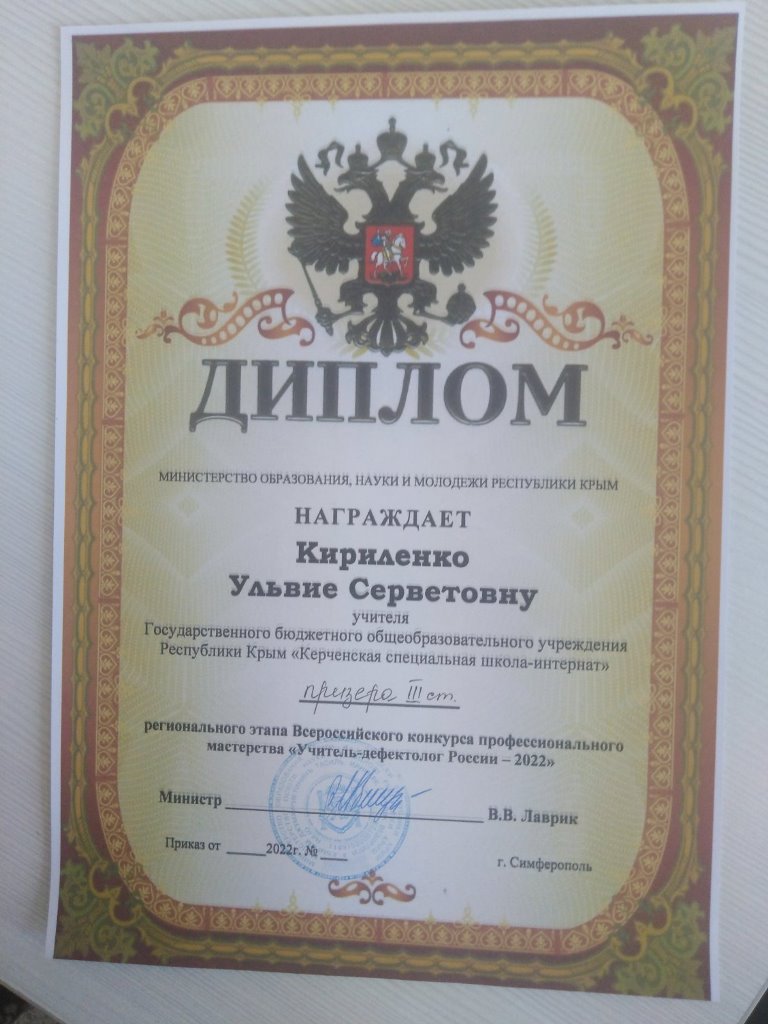 ДИПЛОМ
МИНИСТЕРСТВО ОБРАЗОВАНИЯ, НАУКИ И МОЛОДЕЖИ РЕСПУБЛИКИ КРЫМ
НАГРАЖДАЕТ
Кириленко
Ульвие Серветовну
учителя
Государственного бюджетного общеобразовательного учреждения
Республики Крым «Керченская специальная школа-интернат»
призера III ст.
регионального этапа Всероссийского конкурса профессионального
мастерства «Учитель-дефектолог России – 2022»
Министр В.В. Лаврик
Приказ от ______2022г. № ____
г. Симферополь